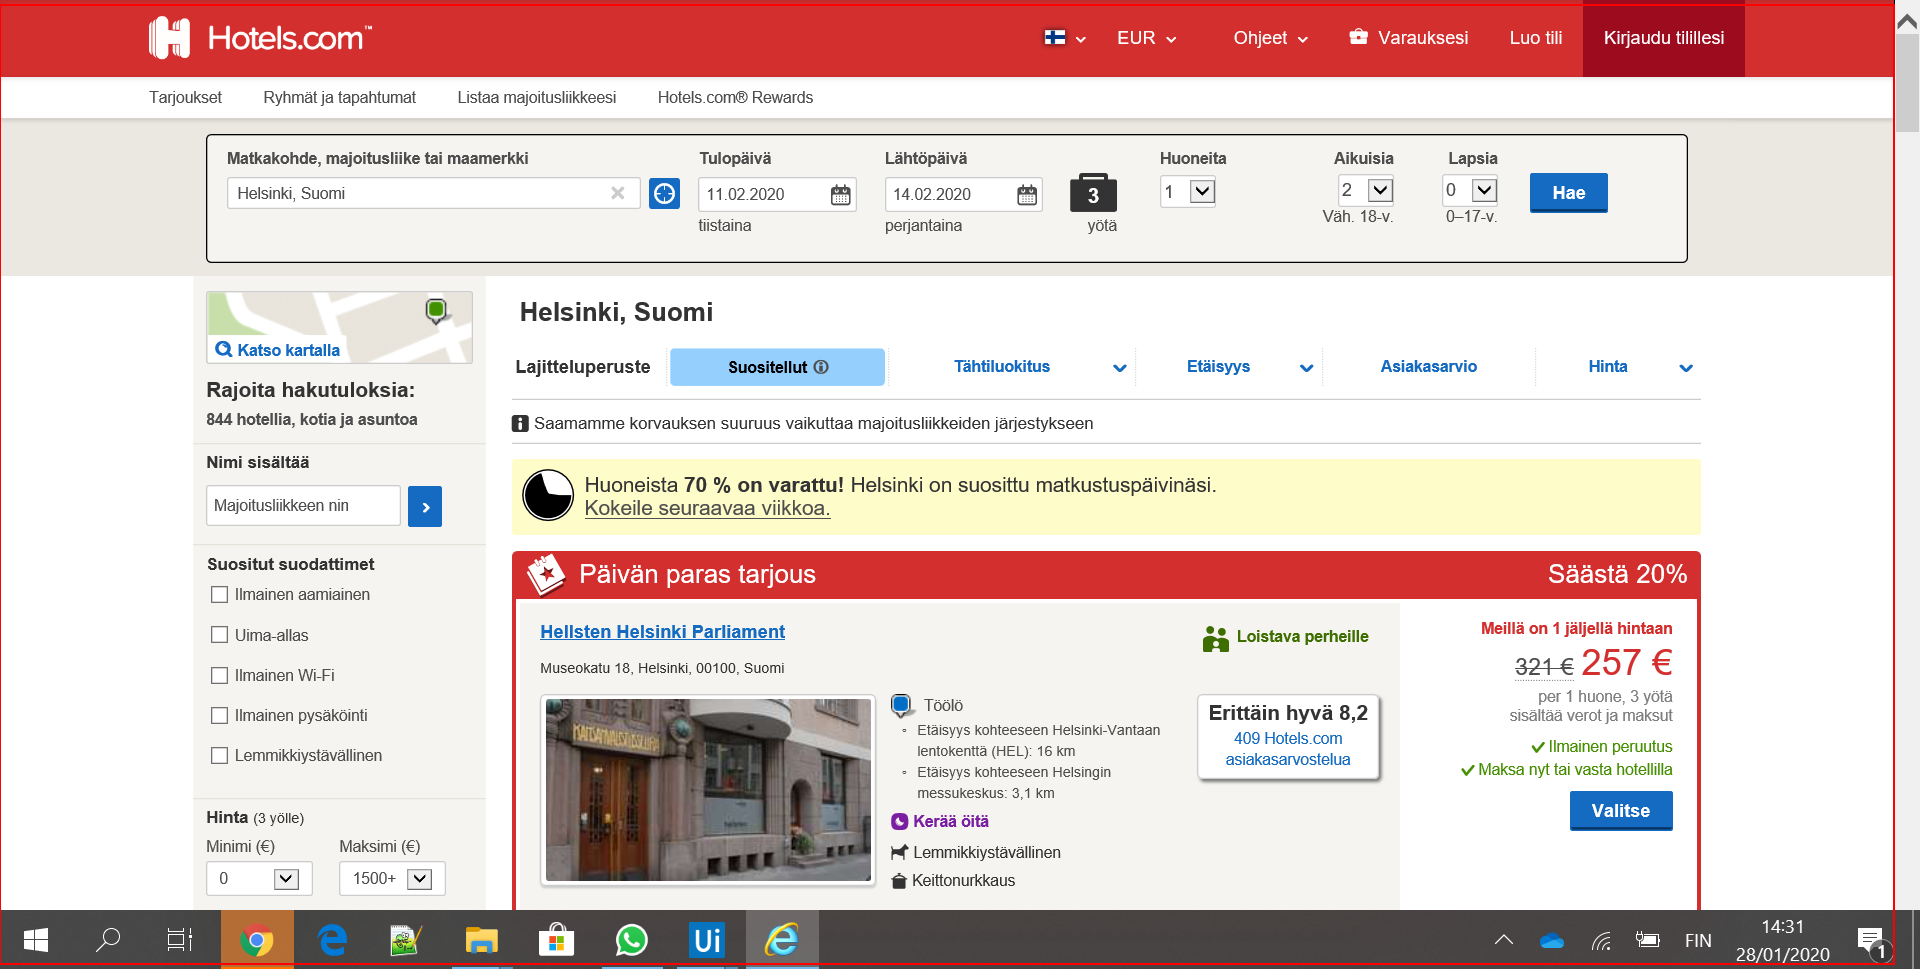 Hotels.com™
EUR
Ohjeet
Varauksesi
Luo tili
Kirjaudu tilillesi
Tarjoukset
Ryhmät ja tapahtumat
Listaa majoitusliikkeesi
Hotels.com® Rewards
Matkakohde, majoitusliike tai maamerkki
Helsinki, Suomi
Tulopäivä
11.02.2020
tiistaina
Lähtöpäivä
14.02.2020
perjantaina
3
yötä
Huoneita
1
Aikuisia
2
Väh. 18-v.
Lapsia
0
0–17-v.
Hae
Katso kartalla
Rajoita hakutuloksia:
844 hotellia, kotia ja asuntoa
Nimi sisältää
Majoitusliikkeen nin
Suositut suodattimet
Ilmainen aamiainen
Uima-allas
Ilmainen Wi-Fi
Ilmainen pysäköinti
Lemmikkiystävällinen
Hinta (3 yölle)
Minimi (€)
Maksimi (€)
0
1500+
Helsinki, Suomi
Lajitteluperuste
Suositellut
Tähtiluokitus
Etäisyys
Asiakasarvio
Hinta
Saamamme korvauksen suuruus vaikuttaa majoitusliikkeiden järjestykseen
Huoneista 70 % on varattu! Helsinki on suosittu matkustuspäivinäsi.
Kokeile seuraavaa viikkoa.
Päivän paras tarjous
Säästä 20%
Hellsten Helsinki Parliament
Museokatu 18, Helsinki, 00100, Suomi
Loistava perheille
Töölö
Etäisyys kohteeseen Helsinki-Vantaan
lentokenttä (HEL): 16 km
Etäisyys kohteeseen Helsingin
messukeskus: 3,1 km
Kerää öitä
Lemmikkiystävällinen
Keittonurkkaus
Erittäin hyvä 8,2
409 Hotels.com
asiakasarvostelua
Meillä on 1 jäljellä hintaan
321 € 257 €
per 1 huone, 3 yötä
sisältää verot ja maksut
Ilmainen peruutus
Maksa nyt tai vasta hotellilla
Valitse
Ui
FIN
14:31
28/01/2020
1